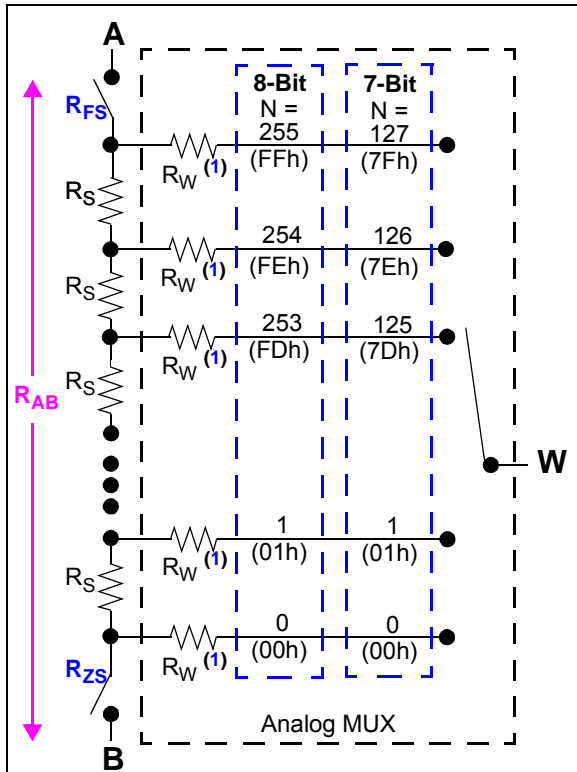 A
8-Bit
N =
7-Bit
N =
RFS
255
(FFh)
127
(7Fh)
RW (1)
RS
254
(FEh)
126
(7Eh)
RW (1)
RS
253
(FDh)
125
(7Dh)
RW (1)
RS
RAB
W
1
(01h)
1
(01h)
RW (1)
RS
0
(00h)
0
(00h)
RW (1)
RZS
Analog MUX
B